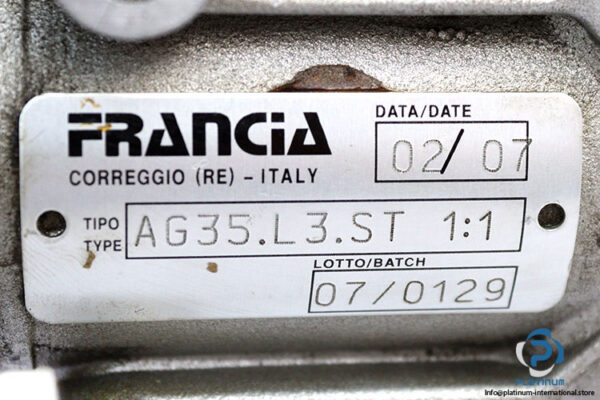 FRANCIA
CORREGGIO (RE) - ITALY
DATA/DATE
02/07
TIPO
TYPE
AG35.L3.ST 1:1
LOTTO/BATCH
07/0129
PLATINUM
Info@platinum-international.store